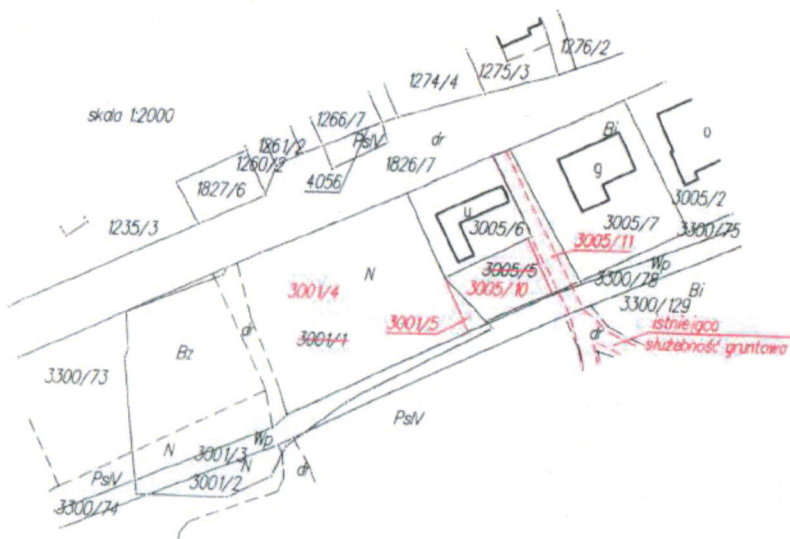 1276/2
1275/3
1274/4
skala 1:2000
1266/7
PsIV
dr
1861/2
1260/2
1826/7
4056
1827/6
1235/3
Bi
g
o
u
3005/2
3005/6
3005/7
3300/75
3005/11
3005/5
3005/10
N
3001/4
Wp
3300/78
Bi
3300/129
3001/5
3001/1
dr
istniejąca
służebność gruntowa
dr
Bz
3300/73
PsIV
N
3001/3
Wp
N
PsIV
3001/2
dr
3300/74